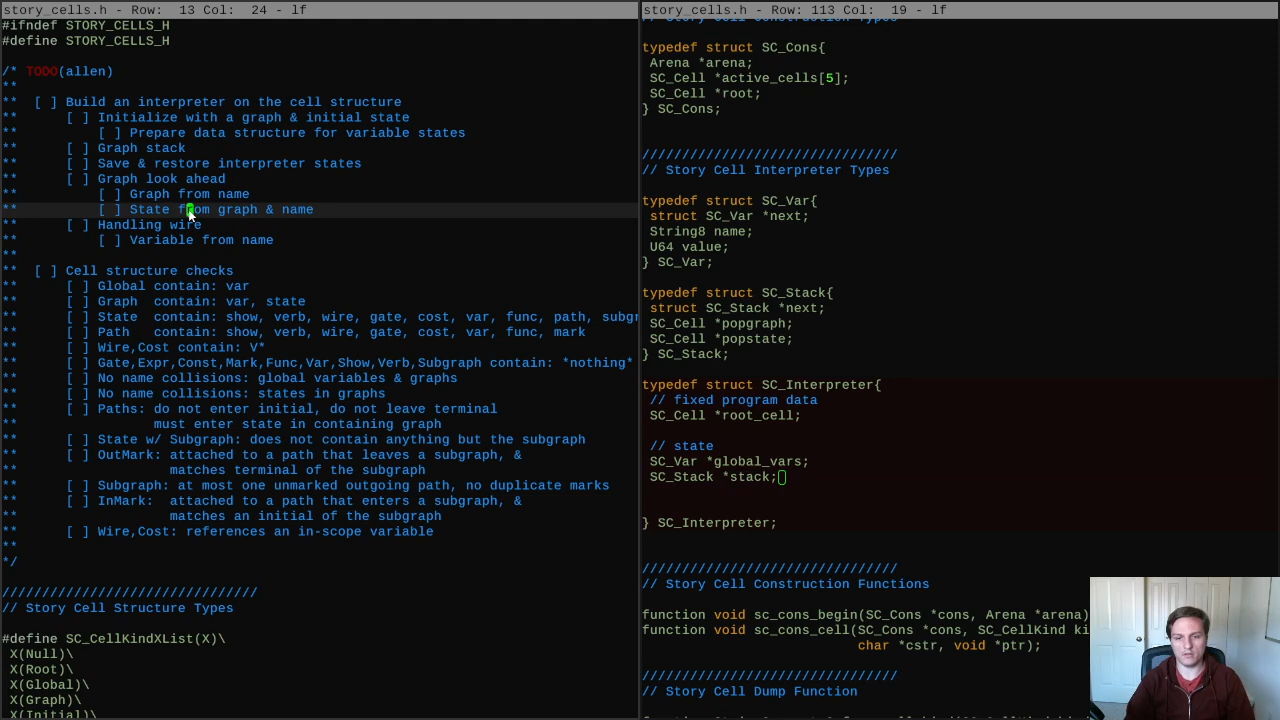 story_cells.h - Row:  13 Col:  24 - lf
#ifndef STORY_CELLS_H
#define STORY_CELLS_H
/* TODO(allen)
**
**  [ ] Build an interpreter on the cell structure
**      [ ] Initialize with a graph & initial state
**          [ ] Prepare data structure for variable states
**      [ ] Graph stack
**      [ ] Save & restore interpreter states
**      [ ] Graph look ahead
**          [ ] Graph from name
**          [ ] State from graph & name
**      [ ] Handling wire
**          [ ] Variable from name
**
**  [ ] Cell structure checks
**      [ ] Global contain: var
**      [ ] Graph  contain: var, state
**      [ ] State  contain: show, verb, wire, gate, cost, var, func, path, subgr
**      [ ] Path   contain: show, verb, wire, gate, cost, var, func, mark
**      [ ] Wire,Cost contain: V*
**      [ ] Gate,Expr,Const,Mark,Func,Var,Show,Verb,Subgraph contain: *nothing*
**      [ ] No name collisions: global variables & graphs
**      [ ] No name collisions: states in graphs
**      [ ] Paths: do not enter initial, do not leave terminal
**                 must enter state in containing graph
**      [ ] State w/ Subgraph: does not contain anything but the subgraph
**      [ ] OutMark: attached to a path that leaves a subgraph, &
**                   matches terminal of the subgraph
**      [ ] Subgraph: at most one unmarked outgoing path, no duplicate marks
**      [ ] InMark:  attached to a path that enters a subgraph, &
**                   matches an initial of the subgraph
**      [ ] Wire,Cost: references an in-scope variable
**
*/
////////////////////////////////
// Story Cell Structure Types
#define SC_CellKindXList(X)\
X(Null)\
X(Root)\
X(Global)\
X(Graph)\
X(Initial)\
story_cells.h - Row: 113 Col:  19 - lf
// Story Cell Construction Types
typedef struct SC_Cons{
Arena *arena;
SC_Cell *active_cells[5];
SC_Cell *root;
} SC_Cons;
////////////////////////////////
// Story Cell Interpreter Types
typedef struct SC_Var{
struct SC_Var *next;
String8 name;
U64 value;
} SC_Var;
typedef struct SC_Stack{
struct SC_Stack *next;
SC_Cell *popgraph;
SC_Cell *popstate;
} SC_Stack;
typedef struct SC_Interpreter{
// fixed program data
SC_Cell *root_cell;
// state
SC_Var *global_vars;
SC_Stack *stack;
} SC_Interpreter;
////////////////////////////////
// Story Cell Construction Functions
function void sc_cons_begin(SC_Cons *cons, Arena *arena)
function void sc_cons_cell(SC_Cons *cons, SC_CellKind ki
char *cstr, void *ptr);
////////////////////////////////
// Story Cell Dump Function